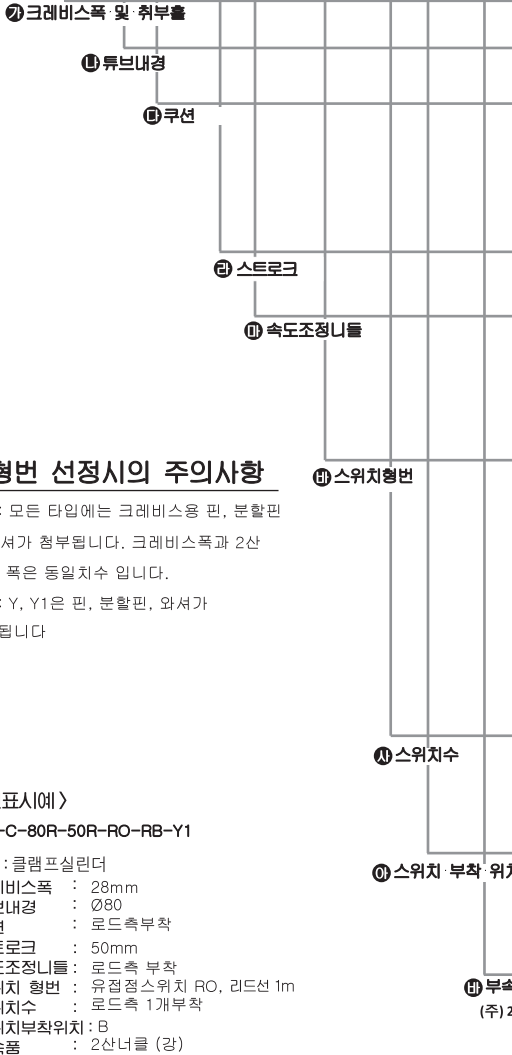 ㉮ 크레비스폭 및 취부홀
㉯ 튜브내경
㉰ 쿠션
㉱ 스트로크
㉲ 속도조정니들
㉳ 스위치형번
형번 선정시의 주의사항
: 모든 타입에는 크레비스용 핀, 분할핀
셔가 첨부됩니다. 크레비스폭과 2산
폭은 동일치수 입니다.
: Y, Y1은 핀, 분할핀, 와셔가
됩니다
㉴ 스위치수
표시예 〉
-C-80R-50R-RO-RB-Y1
: 클램프실린더
비스폭 : 28mm
내경 : Ø80
: 로드측부착
트로크 : 50mm
조정니들 : 로드측 부착
위치 형번 : 유접점스위치 RO, 리드선 1m
위치수 : 로드측 1개부착
위치부착위치 : B
속품 : 2산너클 (강)
㉵ 스위치 부착 위치
㉳ 부속
(주) 2